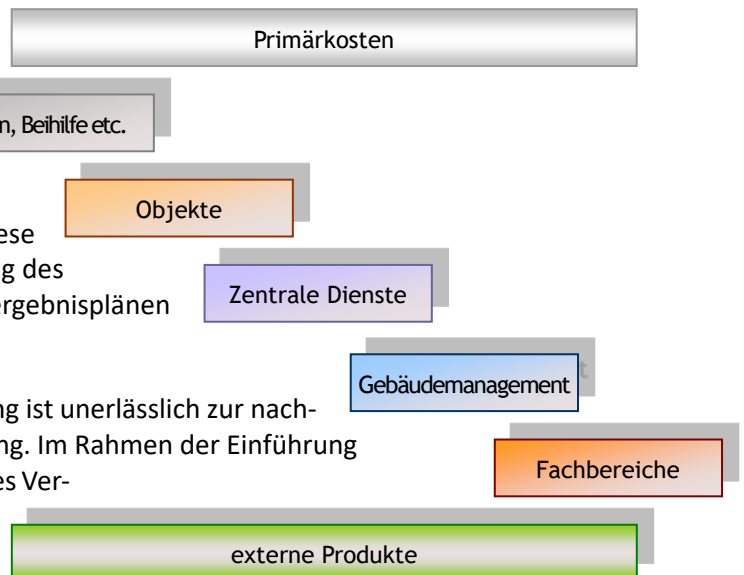 Primärkosten
n, Beihilfe etc.
Objekte
ese
g des
ergebnisplänen
Zentrale Dienste
Gebäudemanagement
t
ng ist unerlässlich zur nach-
ng. Im Rahmen der Einführung
es Ver-
Fachbereiche
externe Produkte